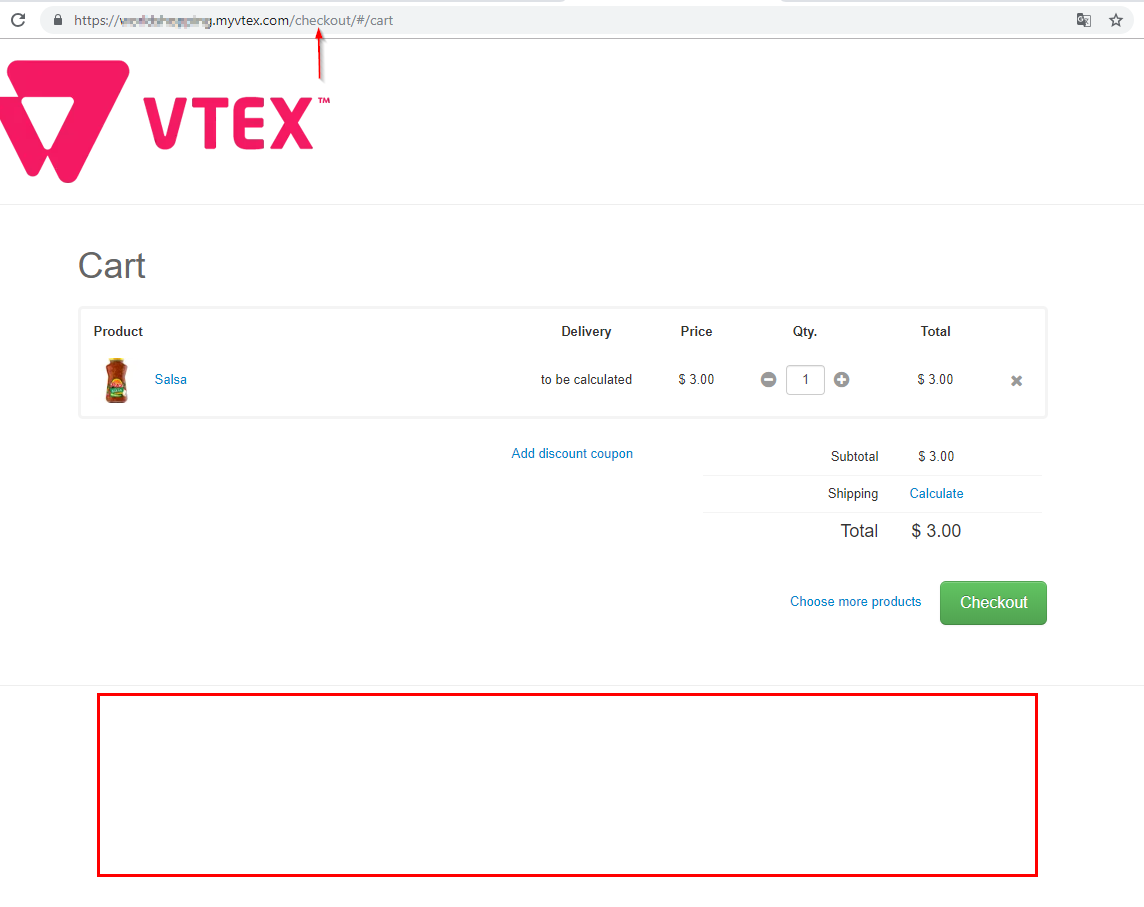 https://.myvtex.com/checkout/#/cart
VTEX™
Cart
Product Delivery Price Qty. Total
Salsa to be calculated $ 3.00 1 $ 3.00
Add discount coupon
Subtotal $ 3.00
Shipping Calculate
Total $ 3.00
Choose more products Checkout